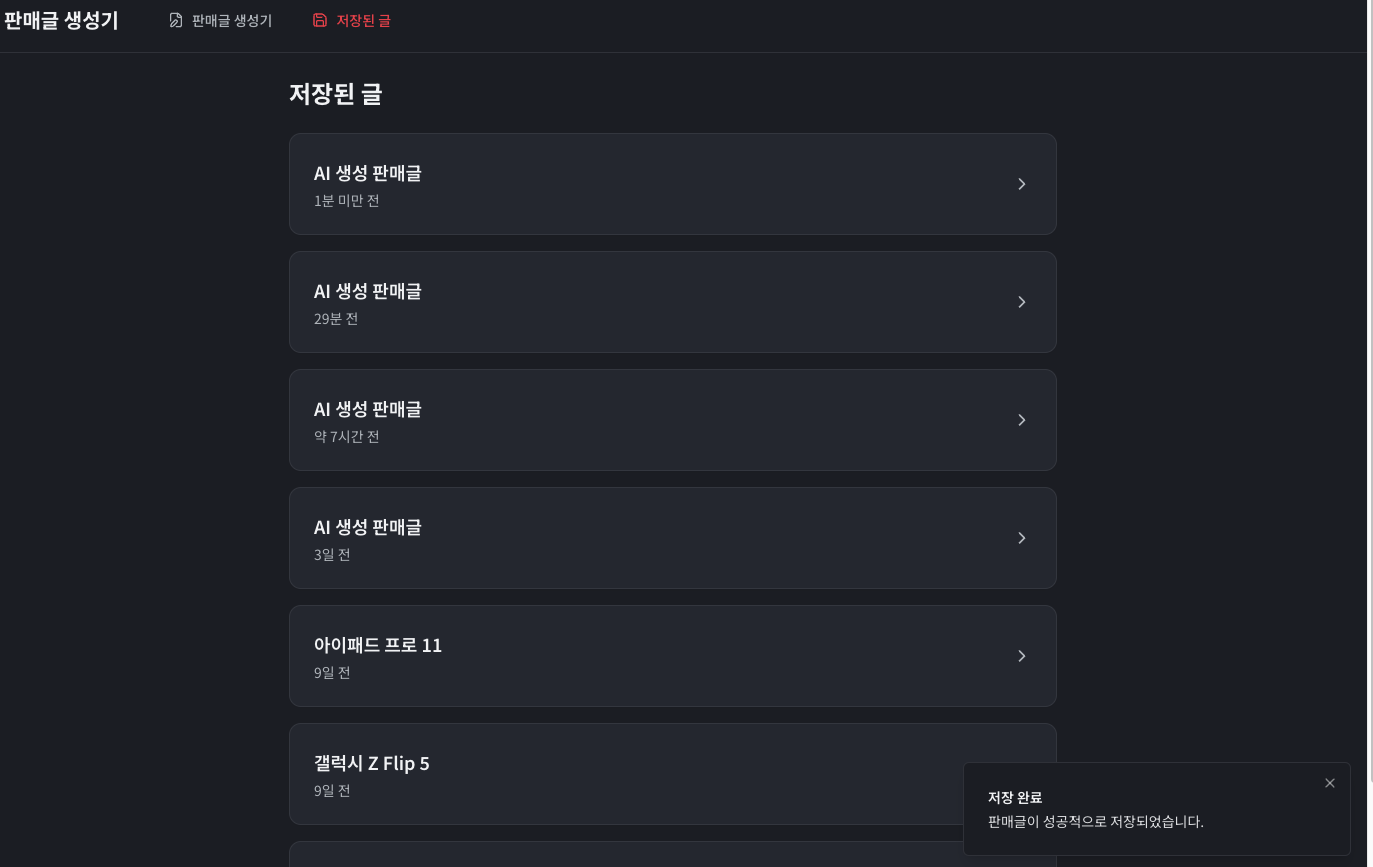 판매글 생성기
판매글 생성기
저장된 글
저장된 글
AI 생성 판매글
1분 미만 전
AI 생성 판매글
29분 전
AI 생성 판매글
약 7시간 전
AI 생성 판매글
3일 전
아이패드 프로 11
9일 전
갤럭시 Z Flip 5
9일 전
저장 완료
판매글이 성공적으로 저장되었습니다.